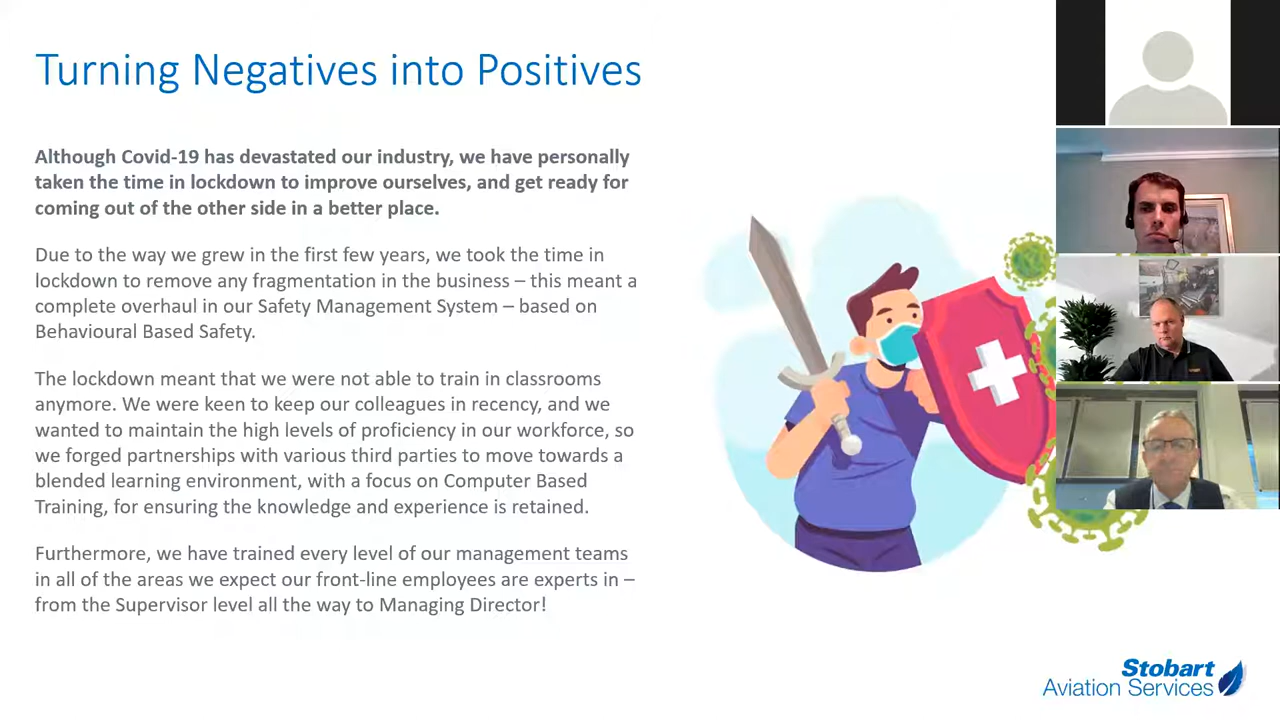 Turning Negatives into Positives
Although Covid-19 has devastated our industry, we have personally
taken the time in lockdown to improve ourselves, and get ready for
coming out of the other side in a better place.
Due to the way we grew in the first few years, we took the time in
lockdown to remove any fragmentation in the business – this meant a
complete overhaul in our Safety Management System – based on
Behavioural Based Safety.
The lockdown meant that we were not able to train in classrooms
anymore. We were keen to keep our colleagues in recency, and we
wanted to maintain the high levels of proficiency in our workforce, so
we forged partnerships with various third parties to move towards a
blended learning environment, with a focus on Computer Based
Training, for ensuring the knowledge and experience is retained.
Furthermore, we have trained every level of our management teams
in all of the areas we expect our front-line employees are experts in –
from the Supervisor level all the way to Managing Director!
Stobart
Aviation Services